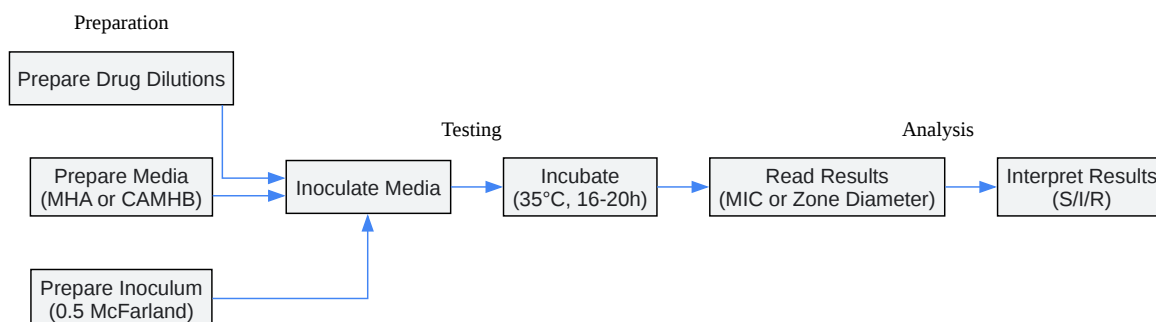 Preparation
Prepare Drug Dilutions
Testing
Analysis
Prepare Media
(MHA or CAMHB)
Inoculate Media
Incubate
(35°C, 16-20h)
Read Results
(MIC or Zone Diameter)
Interpret Results
(S/I/R)
Prepare Inoculum
(0.5 McFarland)